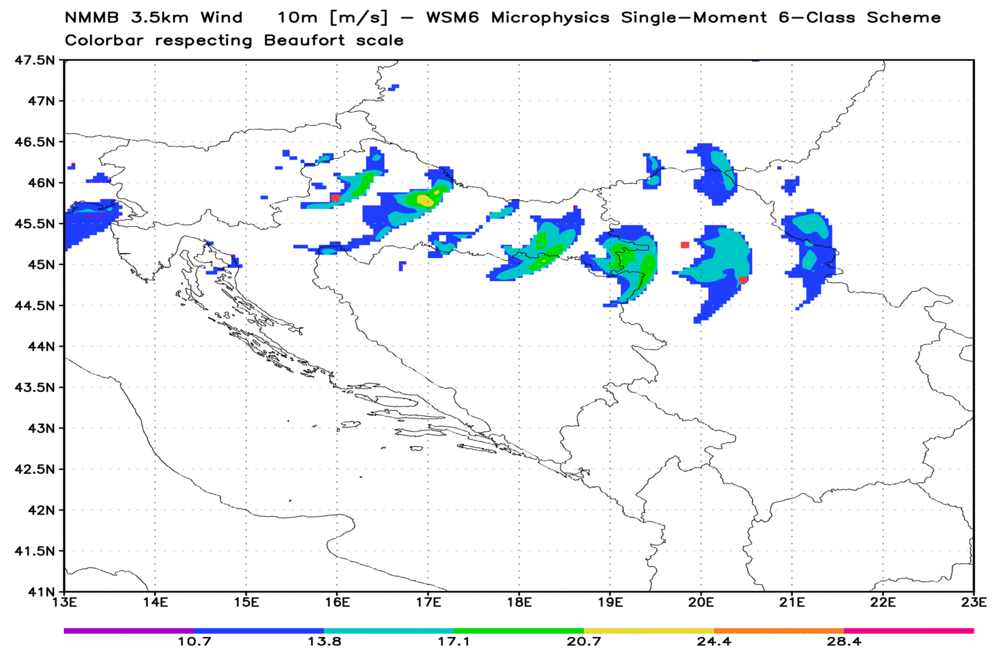 NMMB 3.5km Wind 10m [m/s] − WSM6 Microphysics Single−Moment 6−Class Scheme
Colorbar respecting Beaufort scale
47.5N
47N
46.5N
46N
45.5N
45N
44.5N
44N
43.5N
43N
42.5N
42N
41.5N
41N
13E 14E 15E 16E 17E 18E 19E 20E 21E 22E 23E
10.7 13.8 17.1 20.7 24.4 28.4